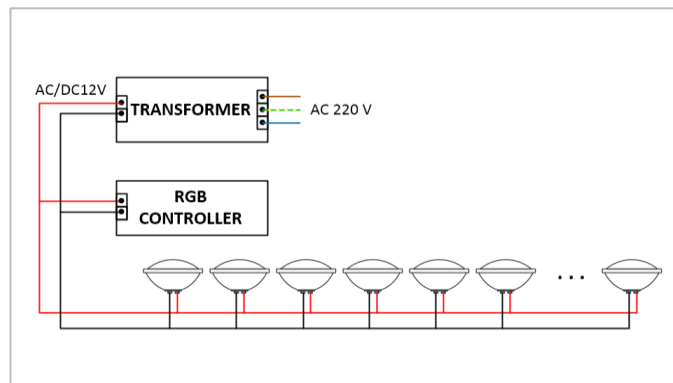 AC/DC12V
TRANSFORMER
AC 220 V
RGB
CONTROLLER
...